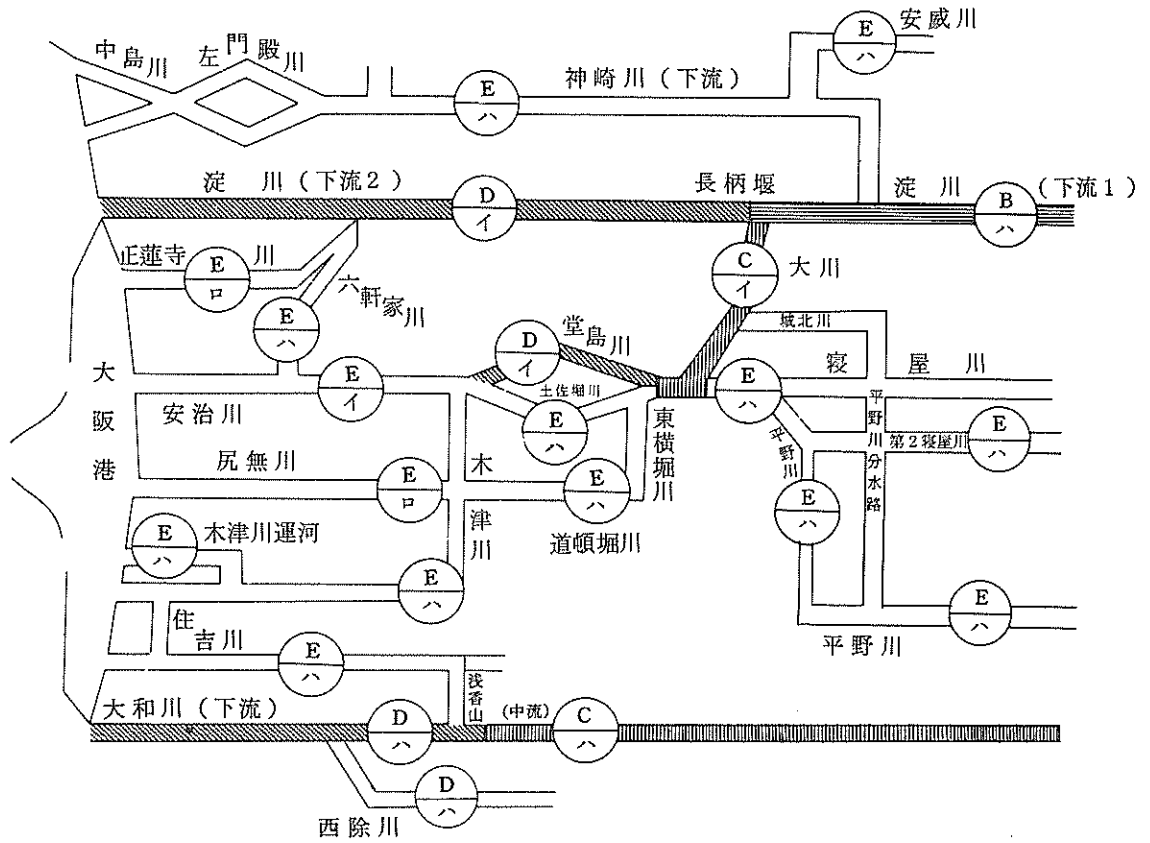 安威川
E
ハ
中島川
左門殿川
E
ハ
神崎川（下流）
淀川（下流2）
D
イ
長柄堰
淀川
B
ハ
（下流1）
正蓮寺川
E
ロ
六軒家川
E
ハ
C
イ
大川
城北川
堂島川
D
イ
土佐堀川
E
ハ
寝屋川
E
ハ
大阪港
E
イ
安治川
東横堀川
平野川
平野川分水路
第2寝屋川
E
ハ
尻無川
E
ロ
木津川
E
ハ
道頓堀川
E
ハ
E
ハ
木津川運河
E
ハ
住吉川
E
ハ
E
ハ
平野川
浅香山
大和川（下流）
D
ハ
(中流)
C
ハ
D
ハ
西除川